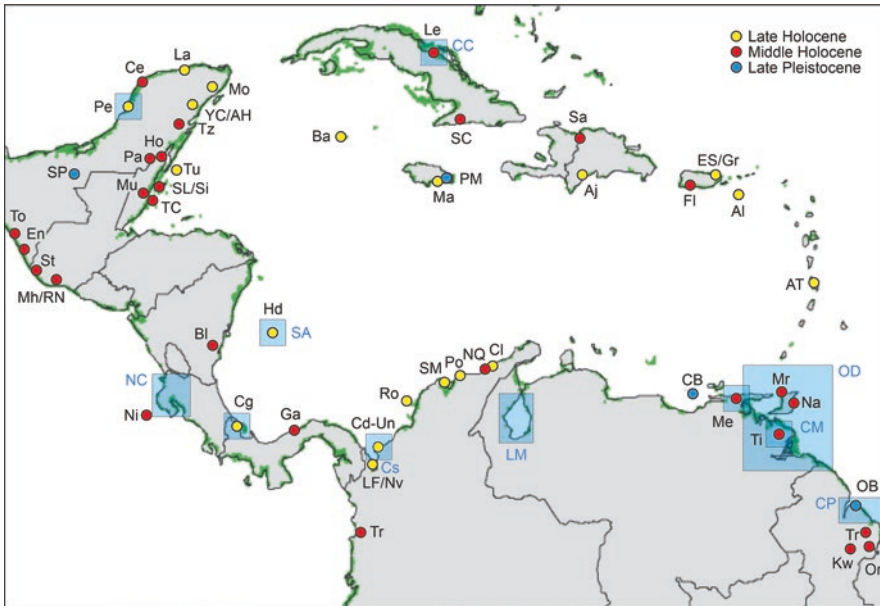 Late Holocene
Middle Holocene
Late Pleistocene
Le
CC
La
Ce
Mo
Pe
YC/AH
Tz
SC
Sa
Ba
Ho
Pa
Tu
SP
ES/Gr
PM
Ma
Aj
Fl
Al
Mu
SL/Si
TC
To
En
St
Mh/RN
AT
Hd
SA
Bl
NQ
Cl
Po
SM
NC
OD
CB
Mr
Ro
Na
Ni
Cg
Ga
Me
Cd-Un
CM
Ti
LM
Cs
LF/Nv
OB
CP
Tr
Tr
Kw
Or